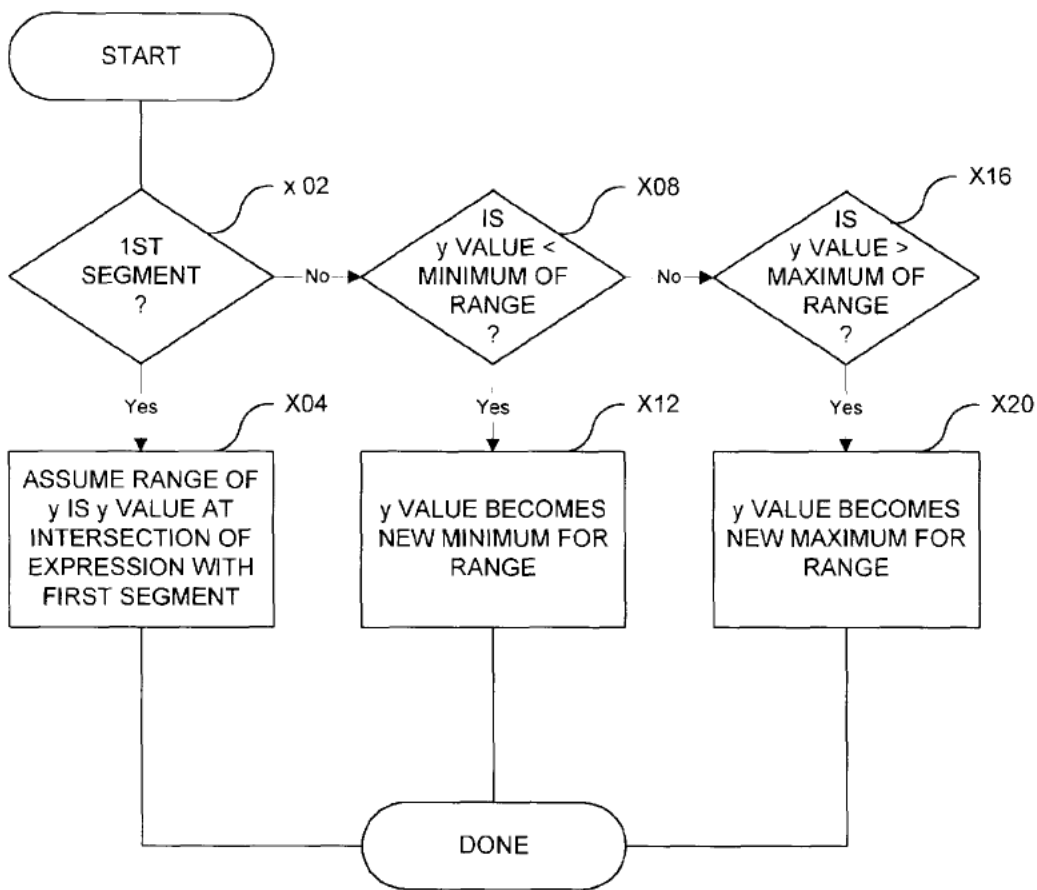 START
x 02
1ST
SEGMENT
?
No
X08
IS
y VALUE <
MINIMUM OF
RANGE
?
No
X16
IS
y VALUE >
MAXIMUM OF
RANGE
?
Yes
X04
ASSUME RANGE OF
y IS y VALUE AT
INTERSECTION OF
EXPRESSION WITH
FIRST SEGMENT
Yes
X12
y VALUE BECOMES
NEW MINIMUM FOR
RANGE
Yes
X20
y VALUE BECOMES
NEW MAXIMUM FOR
RANGE
DONE